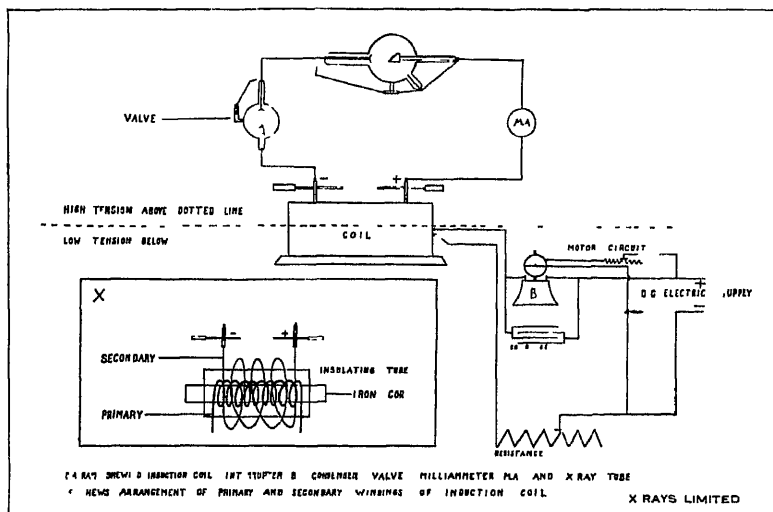 VALVE
MA
HIGH TENSION ABOVE DOTTED LINE
LOW TENSION BELOW
COIL
MOTOR CIRCUIT
B
ELECTRIC
X
SECONDARY
INSULATING TUBE
IRON COR
PRIMARY
RESISTANCE
INDUCTION COIL B CONDENSER VALVE MILLIAMMETER MA AND X RAY TUBE
ARRANGEMENT OF PRIMARY AND SECONDARY WINDINGS OF INDUCTION COIL
X RAYS LIMITED